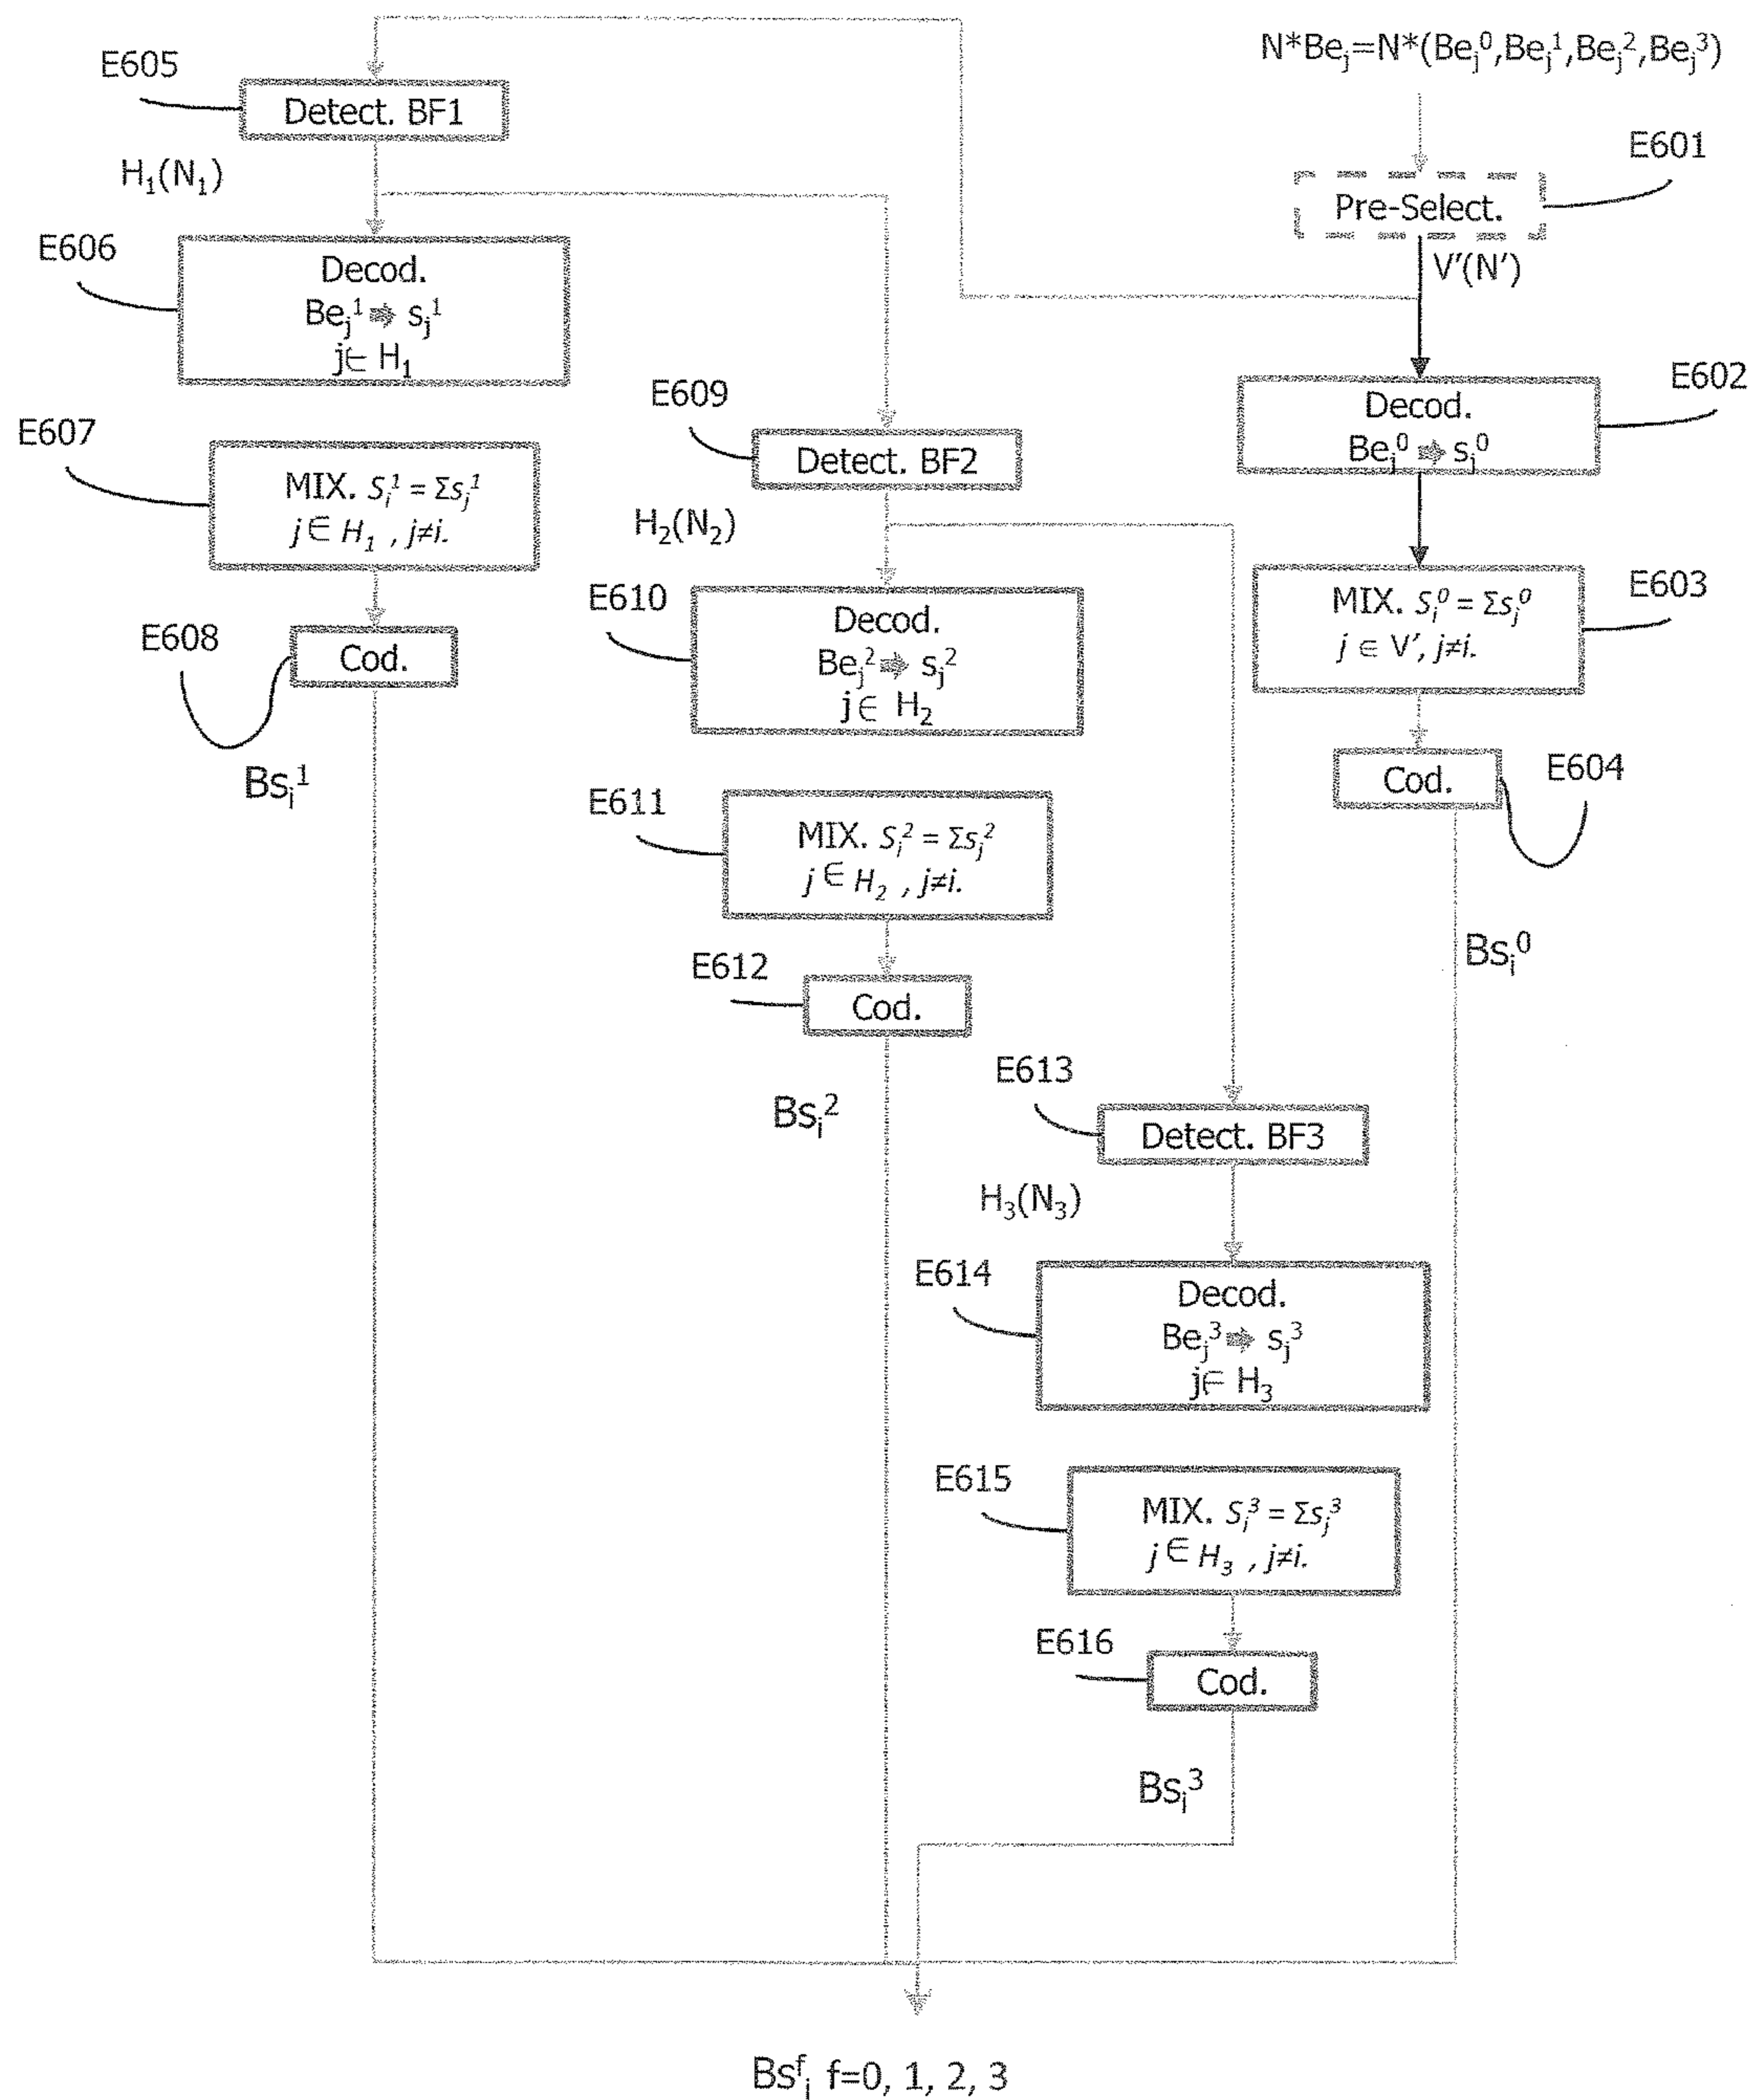 N*Beⱼ=N*(Beⱼ⁰,Beⱼ¹,Beⱼ²,Beⱼ³)
E601
Pre-Select.
V'(N')
E602
Decod.
Beⱼ⁰ ⇒ sⱼ⁰
E603
MIX. Sᵢ⁰ = Σsⱼ⁰
j ∈ V', j≠i.
E604
Cod.
Bsᵢ⁰
E605
Detect. BF1
H₁(N₁)
E606
Decod.
Beⱼ¹ ⇒ sⱼ¹
j∈ H₁
E607
MIX. Sᵢ¹ = Σsⱼ¹
j ∈ H₁ , j≠i.
E608
Cod.
Bsᵢ¹
E609
Detect. BF2
H₂(N₂)
E610
Decod.
Beⱼ² ⇒ sⱼ²
j∈ H₂
E611
MIX. Sᵢ² = Σsⱼ²
j ∈ H₂ , j≠i.
E612
Cod.
Bsᵢ²
E613
Detect. BF3
H₃(N₃)
E614
Decod.
Beⱼ³ ⇒ sⱼ³
j∈ H₃
E615
MIX. Sᵢ³ = Σsⱼ³
j ∈ H₃ , j≠i.
E616
Cod.
Bsᵢ³
Bsᶠᵢ f=0, 1, 2, 3